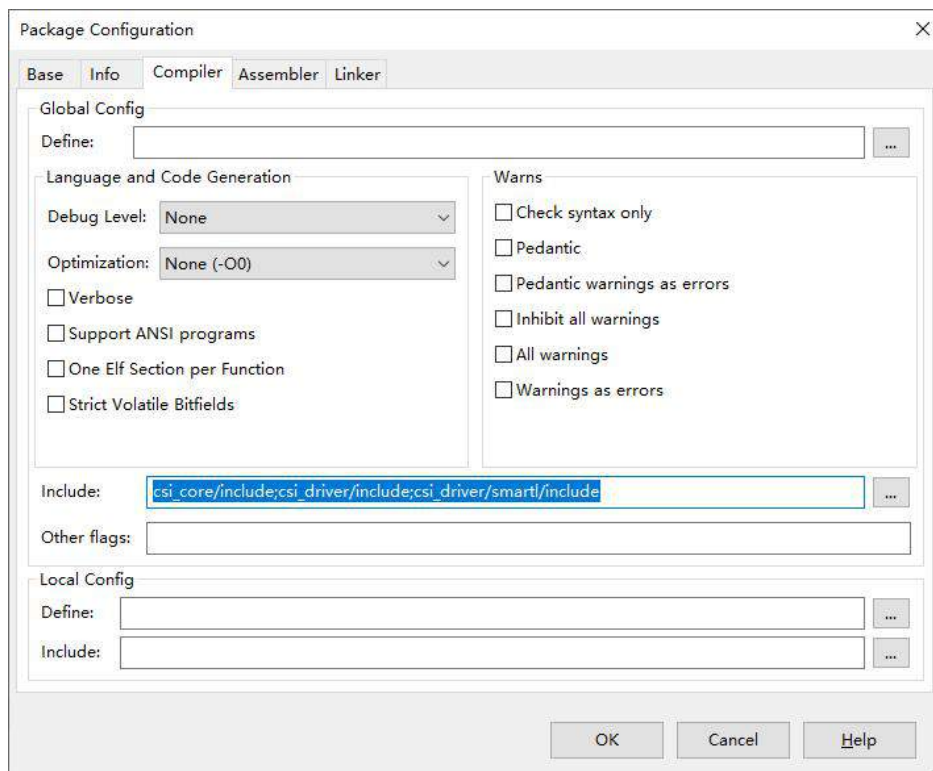 Package Configuration
Base Info Compiler Assembler Linker
Global Config
Define: ...
Language and Code Generation
Debug Level: None
Optimization: None (-O0)
Verbose
Support ANSI programs
One Elf Section per Function
Strict Volatile Bitfields
Warns
Check syntax only
Pedantic
Pedantic warnings as errors
Inhibit all warnings
All warnings
Warnings as errors
Include: csi_core/include;csi_driver/include;csi_driver/smartl/include ...
Other flags:
Local Config
Define: ...
Include: ...
OK Cancel Help